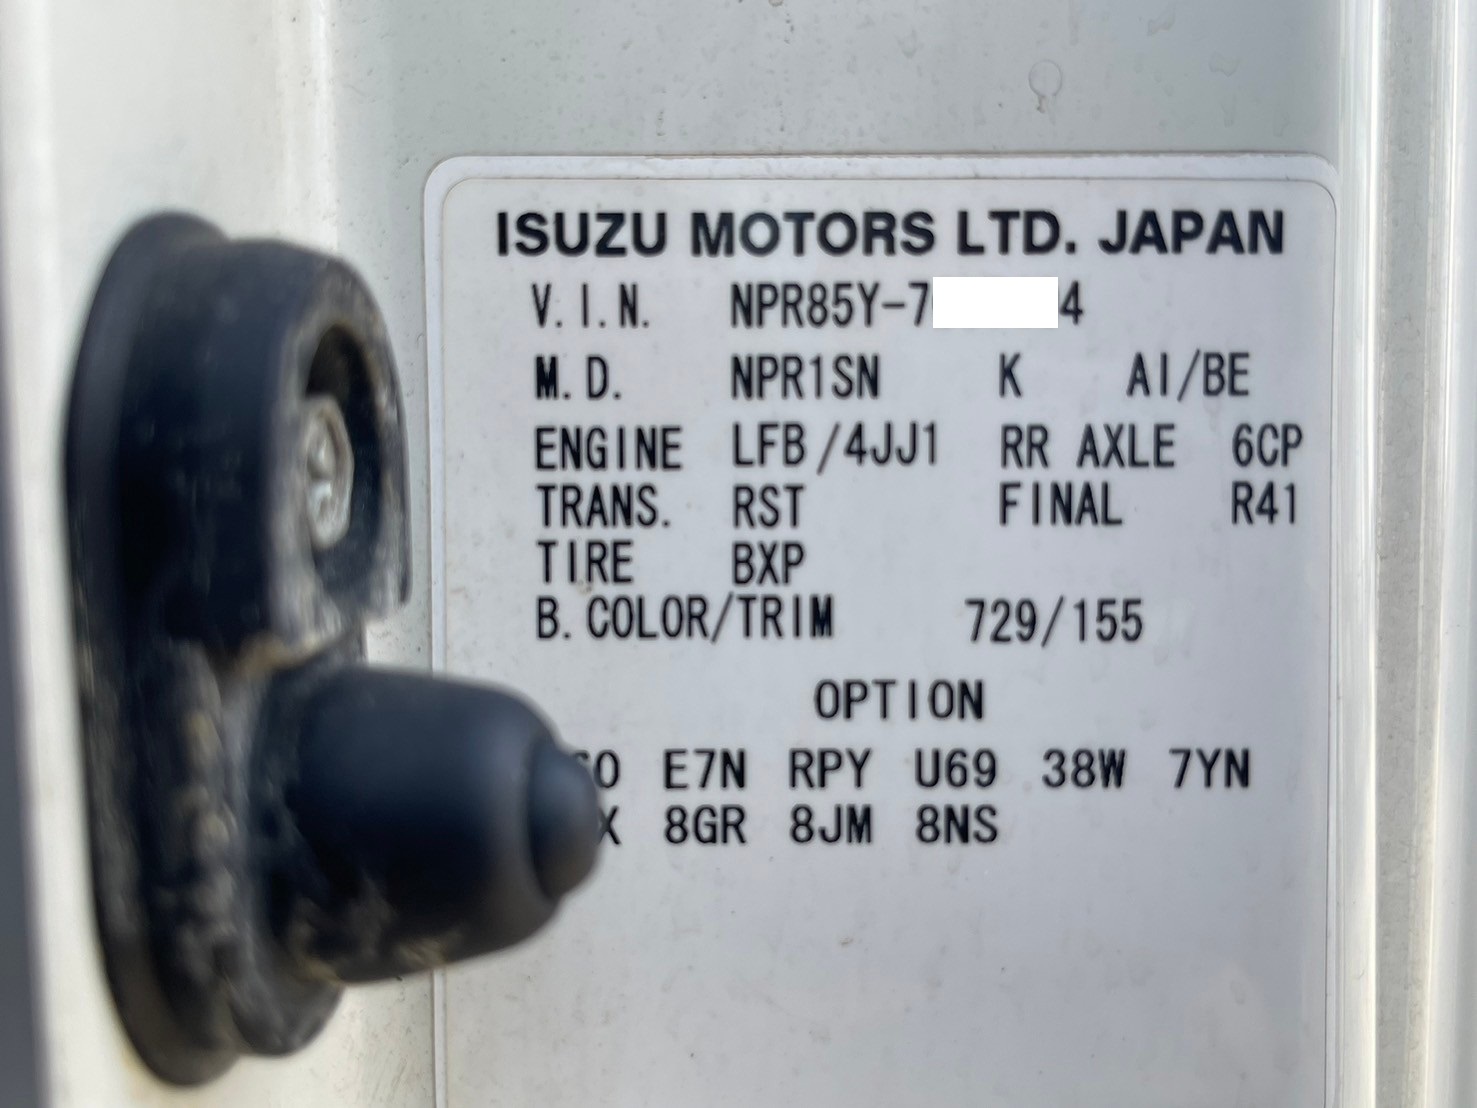 ISUZU MOTORS LTD. JAPAN
V.I.N. NPR85Y-7 4
M.D. NPR1SN K AI/BE
ENGINE LFB/4JJ1 RR AXLE 6CP
TRANS. RST FINAL R41
TIRE BXP
B.COLOR/TRIM 729/155
OPTION
E7N RPY U69 38W 7YN
8GR 8JM 8NS